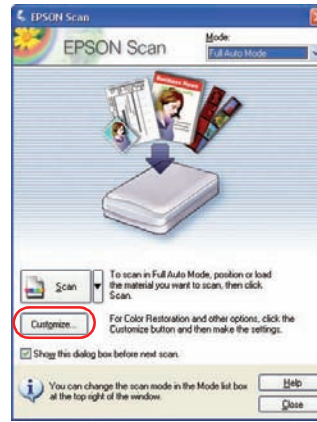 EPSON Scan
EPSON Scan
Mode:
Full Auto Mode
Business News
Scan
To scan in Full Auto Mode, position or load
the material you want to scan, then click
Scan.
Customize...
For Color Restoration and other options, click the
Customize button and then make the settings.
Show this dialog box before next scan.
You can change the scan mode in the Mode list box
at the top right of the window.
Help
Close